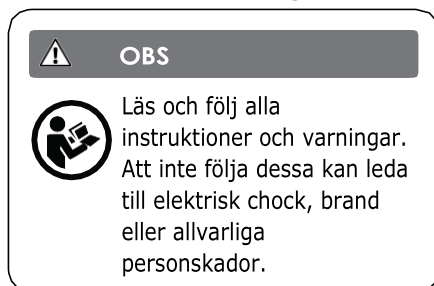 OBS
Läs och följ alla
instruktioner och varningar.
Att inte följa dessa kan leda
till elektrisk chock, brand
eller allvarliga
personskador.